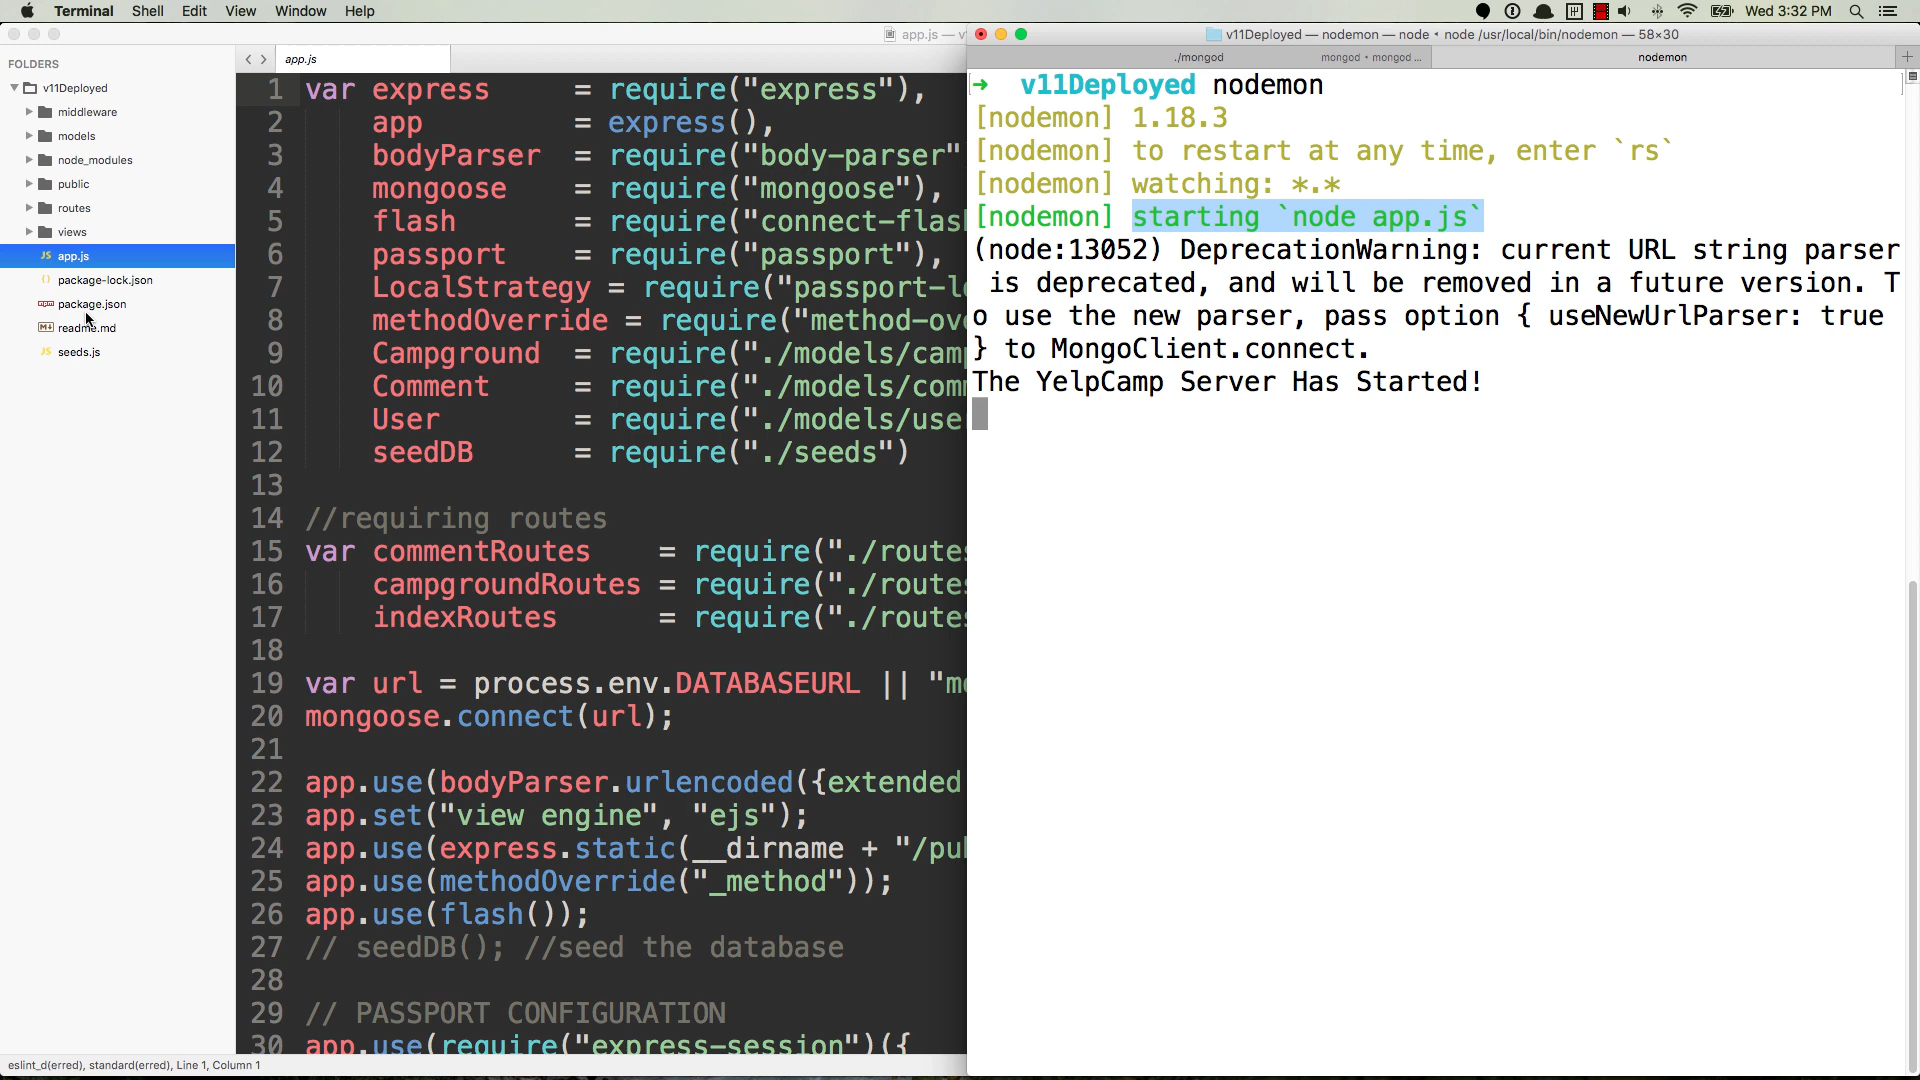 Terminal Shell Edit View Window Help
Wed 3:32 PM
app.js — v
v11Deployed — nodemon — node • node /usr/local/bin/nodemon — 58×30
FOLDERS
v11Deployed
middleware
models
node_modules
public
routes
views
JS app.js
package-lock.json
package.json
readme.md
JS seeds.js
app.js
1 var express = require("express"),
2 app = express(),
3 bodyParser = require("body-parser"
4 mongoose = require("mongoose"),
5 flash = require("connect-flas
6 passport = require("passport"),
7 LocalStrategy = require("passport-l
8 methodOverride = require("method-ov
9 Campground = require("./models/cam
10 Comment = require("./models/com
11 User = require("./models/use
12 seedDB = require("./seeds")
13
14 //requiring routes
15 var commentRoutes = require("./route
16 campgroundRoutes = require("./route
17 indexRoutes = require("./route
18
19 var url = process.env.DATABASEURL || "m
20 mongoose.connect(url);
21
22 app.use(bodyParser.urlencoded({extended
23 app.set("view engine", "ejs");
24 app.use(express.static(__dirname + "/pu
25 app.use(methodOverride("_method"));
26 app.use(flash());
27 // seedDB(); //seed the database
28
29 // PASSPORT CONFIGURATION
30 app.use(require("express-session")({
eslint_d(erred), standard(erred), Line 1, Column 1
./mongod
mongod • mongod ...
nodemon
→ v11Deployed nodemon
[nodemon] 1.18.3
[nodemon] to restart at any time, enter `rs`
[nodemon] watching: *.*
[nodemon] starting `node app.js`
(node:13052) DeprecationWarning: current URL string parser
is deprecated, and will be removed in a future version. T
o use the new parser, pass option { useNewUrlParser: true
} to MongoClient.connect.
The YelpCamp Server Has Started!